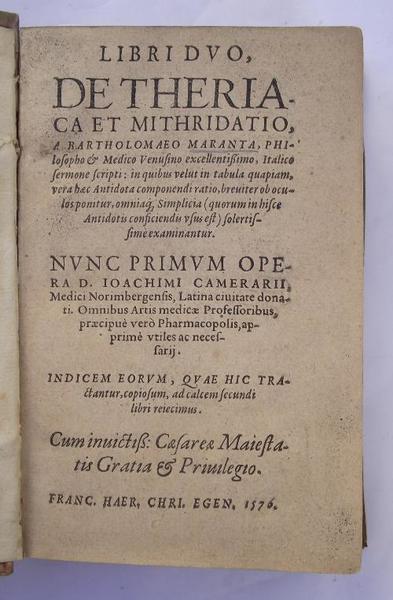 LIBRI DVO,
DE THERIA-
CA ET MITHRIDATIO,
A BARTHOLOMAEO MARANTA, PHI-
losopho & Medico Venusino excellentißimo, Italico
sermone scripti: in quibus velut in tabula quapiam,
vera hæc Antidota componendi ratio, breuiter ob ocu-
los ponitur, omniaq́, Simplicia (quorum in hisce
Antidotis conficiendis vsus est) solertis-
sime examinantur.
NVNC PRIMVM OPE-
RA D. IOACHIMI CAMERARII,
Medici Norimbergensis, Latina ciuitate dona-
ti. Omnibus Artis medicæ Professoribus,
præcipuè verò Pharmacopolis, ap-
primè vtiles ac neces-
sarij.
INDICEM EORVM, QVAE HIC TRA-
ctantur, copiosum, ad calcem secundi
libri reiecimus.
Cum inuictiß: Cæsareæ Maiesta-
tis Gratia & Priuilegio.
FRANC. HAER. CHRI. EGEN. 1576.